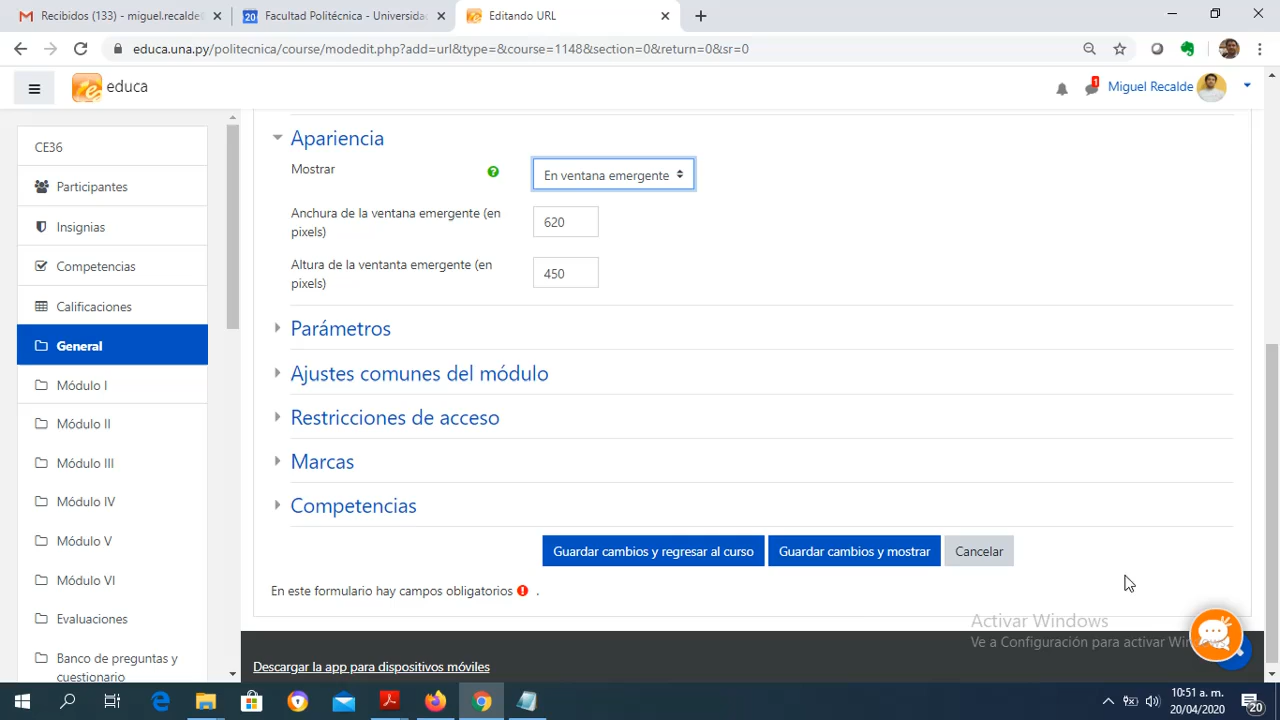 Recibidos (133) - miguel.recalde@
20
Facultad Politécnica - Universidad
Editando URL
educa.una.py/politecnica/course/modedit.php?add=url&type=&course=1148&section=0&return=0&sr=0
educa
1
Miguel Recalde
CE36
Participantes
Insignias
Competencias
Calificaciones
General
Módulo I
Módulo II
Módulo III
Módulo IV
Módulo V
Módulo VI
Evaluaciones
Banco de preguntas y
cuestionario
Apariencia
Mostrar
En ventana emergente
Anchura de la ventana emergente (en
pixels)
620
Altura de la ventanta emergente (en
pixels)
450
Parámetros
Ajustes comunes del módulo
Restricciones de acceso
Marcas
Competencias
Guardar cambios y regresar al curso
Guardar cambios y mostrar
Cancelar
En este formulario hay campos obligatorios .
Activar Windows
Ve a Configuración para activar Windows
Descargar la app para dispositivos móviles
10:51 a. m.
20/04/2020
20